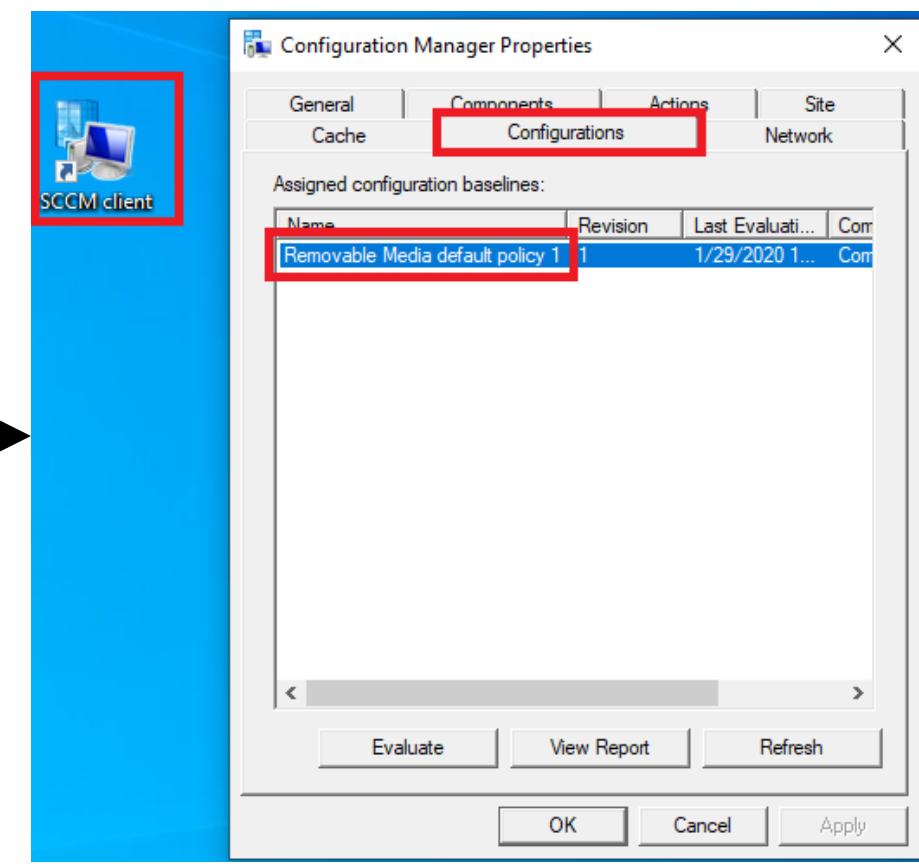 Configuration Manager Properties
General Components Actions Site
Cache Configurations Network
SCCM client
Assigned configuration baselines:
Name Revision Last Evaluati... Com
Removable Media default policy 1 1 1/29/2020 1... Com
Evaluate View Report Refresh
OK Cancel Apply